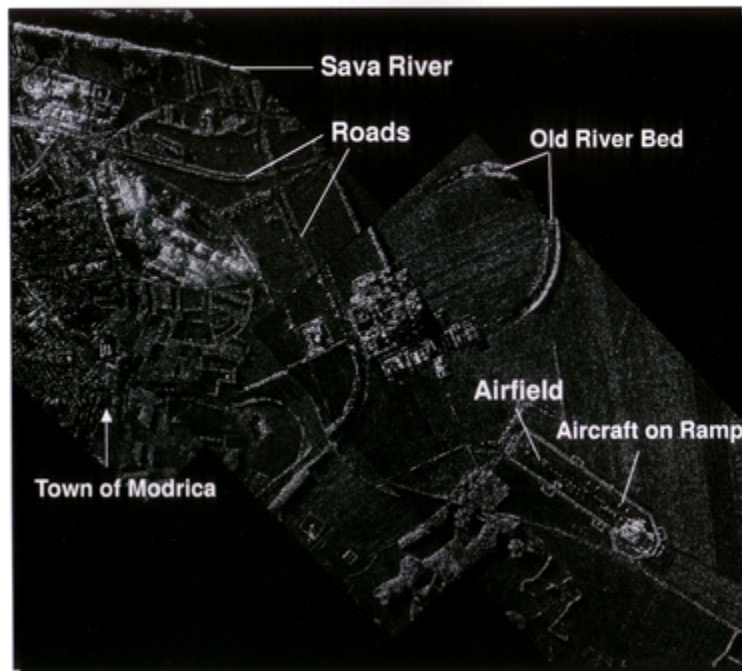 Sava River
Roads
Old River Bed
Airfield
Aircraft on Ramp
Town of Modrica